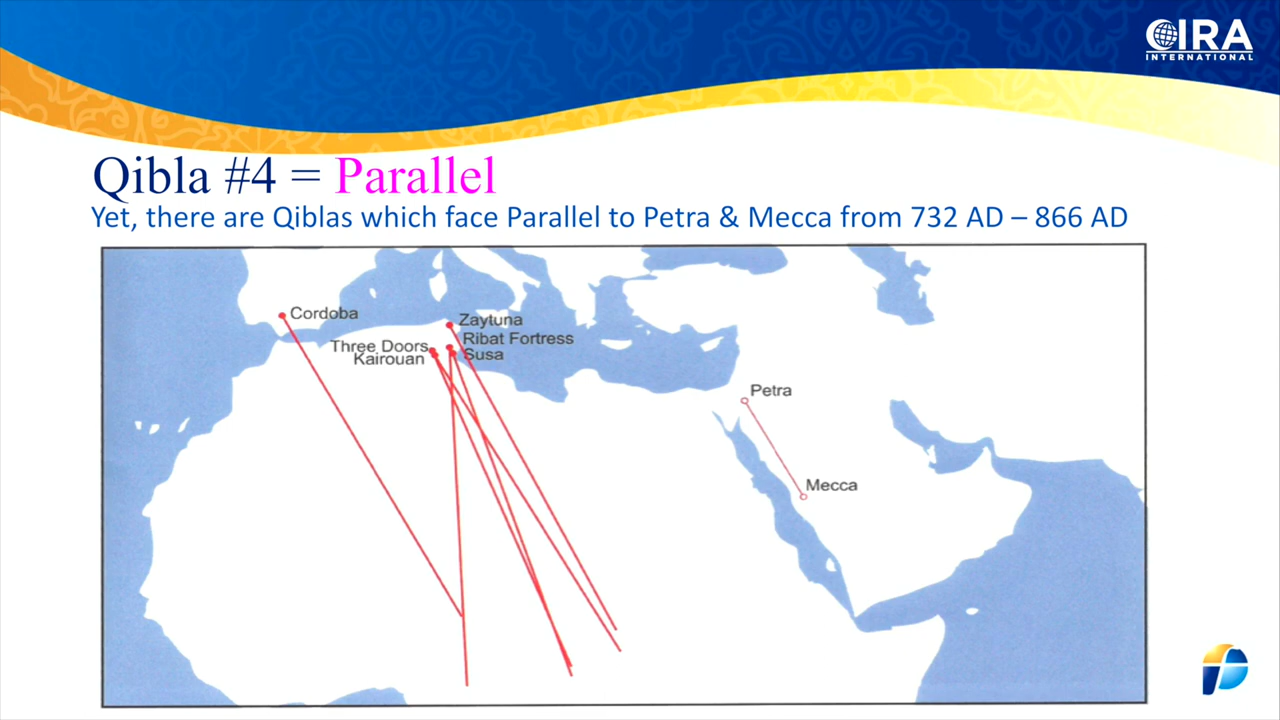 CIRA
INTERNATIONAL
Qibla #4 = Parallel
Yet, there are Qiblas which face Parallel to Petra & Mecca from 732 AD – 866 AD
Cordoba
Zaytuna
Ribat Fortress
Three Doors
Susa
Kairouan
Petra
Mecca